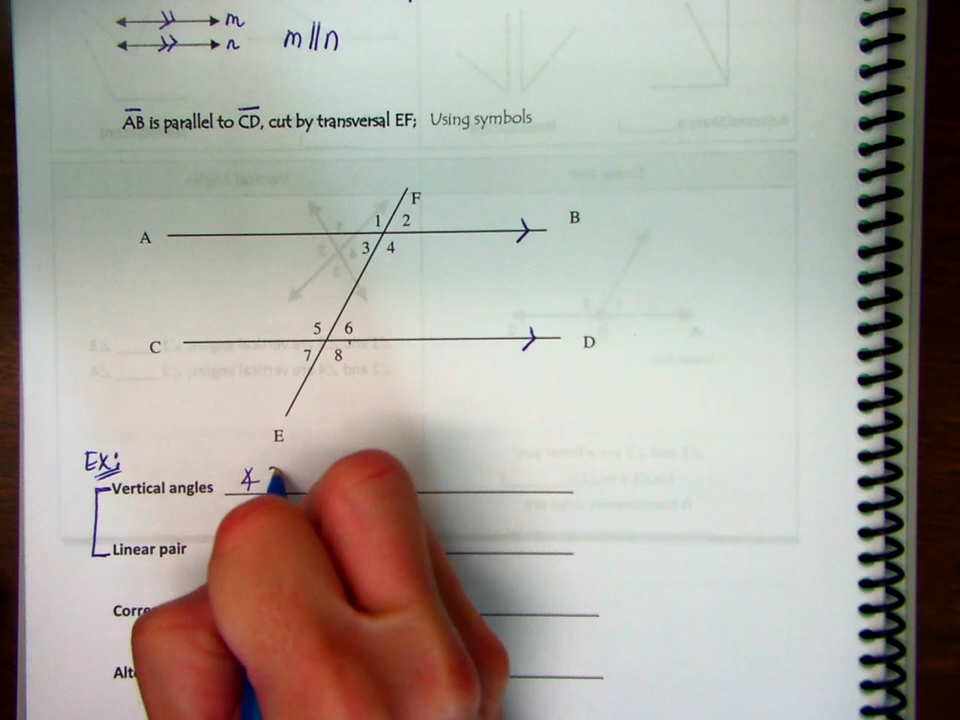 m
n m||n
AB is parallel to CD, cut by transversal EF; Using symbols
F
1 2 B
A
3 4
5 6
C D
7 8
E
Ex:
Vertical angles ∡
Linear pair